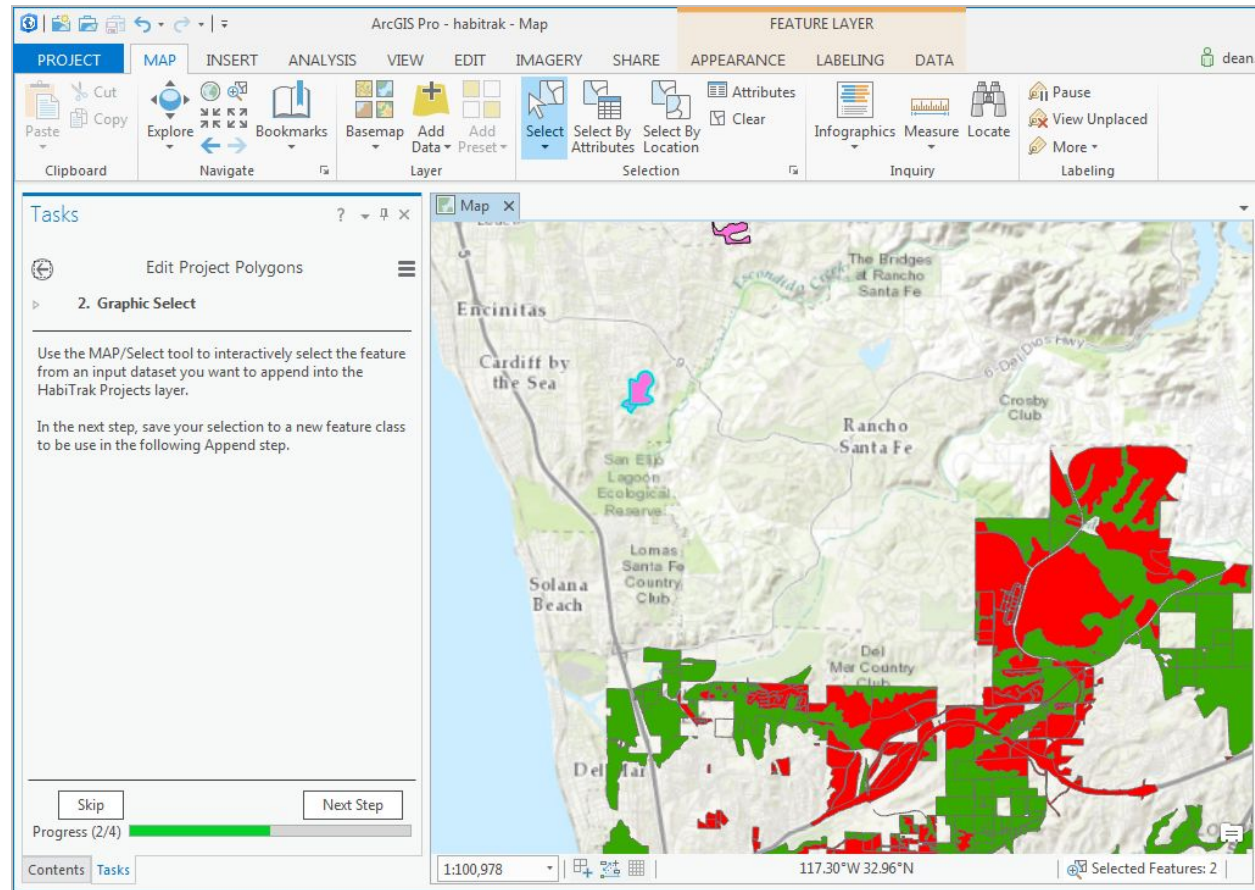 ArcGIS Pro - habitrak - Map
FEATURE LAYER
PROJECT MAP INSERT ANALYSIS VIEW EDIT IMAGERY SHARE APPEARANCE LABELING DATA
dean
Paste
Cut
Copy
Clipboard
Explore
Bookmarks
Navigate
Basemap
Add Data
Add Preset
Layer
Select
Select By Attributes
Select By Location
Attributes
Clear
Selection
Infographics
Measure
Locate
Inquiry
Pause
View Unplaced
More
Labeling
Tasks
?
Edit Project Polygons
2. Graphic Select
Use the MAP/Select tool to interactively select the feature
from an input dataset you want to append into the
HabiTrak Projects layer.
In the next step, save your selection to a new feature class
to be use in the following Append step.
Skip
Next Step
Progress (2/4)
Contents Tasks
Map
The Bridges
at Rancho
Santa Fe
Escondido Creek
Encinitas
Cardiff by
the Sea
Del Dios Hwy
Crosby
Club
Rancho
Santa Fe
San Elijo
Lagoon
Ecological
Reserve
Lomas
Santa Fe
Country
Club
Solana
Beach
Del
Mar Country
Club
Del Mar
1:100,978
117.30°W 32.96°N
Selected Features: 2